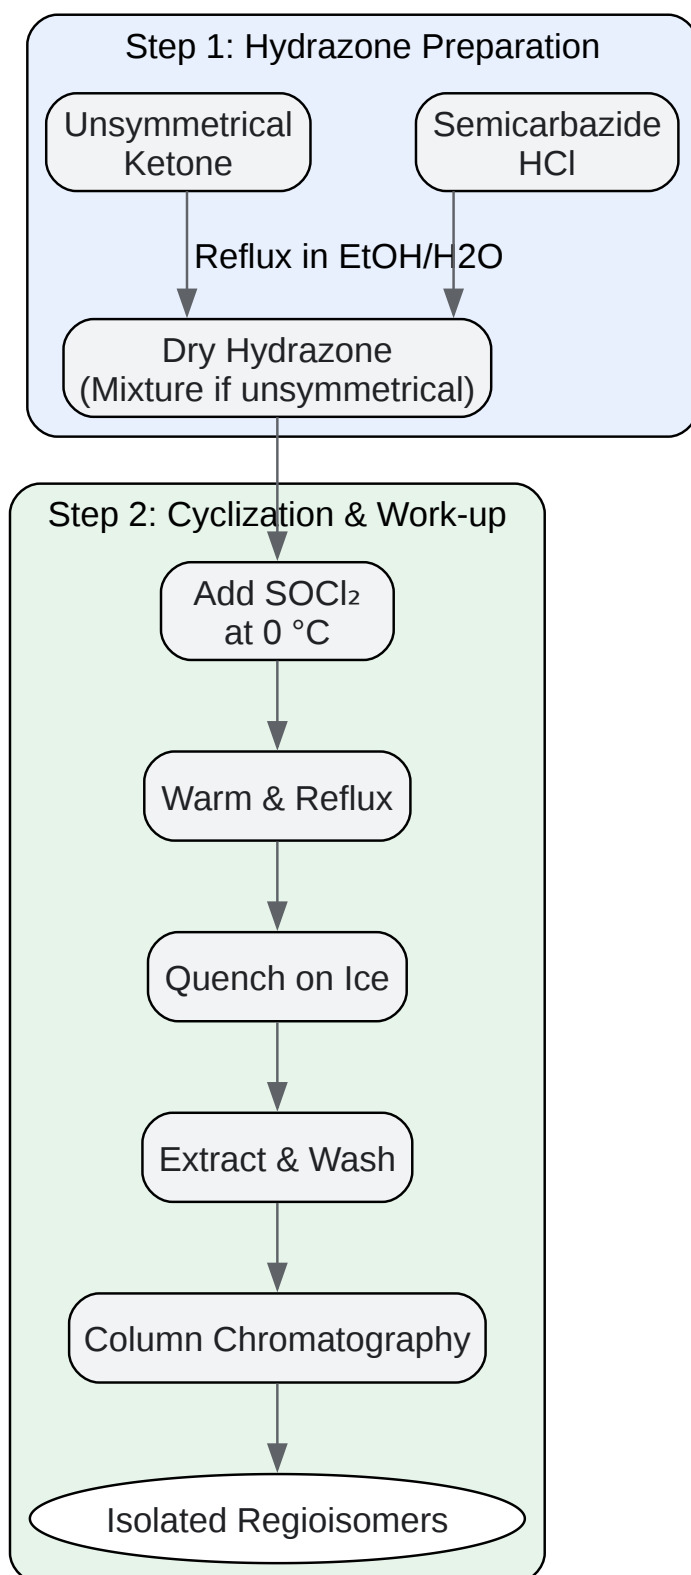 Step 1: Hydrazone Preparation
Unsymmetrical
Ketone
Semicarbazide
HCl
Reflux in EtOH/H2O
Dry Hydrazone
(Mixture if unsymmetrical)
Step 2: Cyclization & Work-up
Add SOCl₂
at 0 °C
Warm & Reflux
Quench on Ice
Extract & Wash
Column Chromatography
Isolated Regioisomers